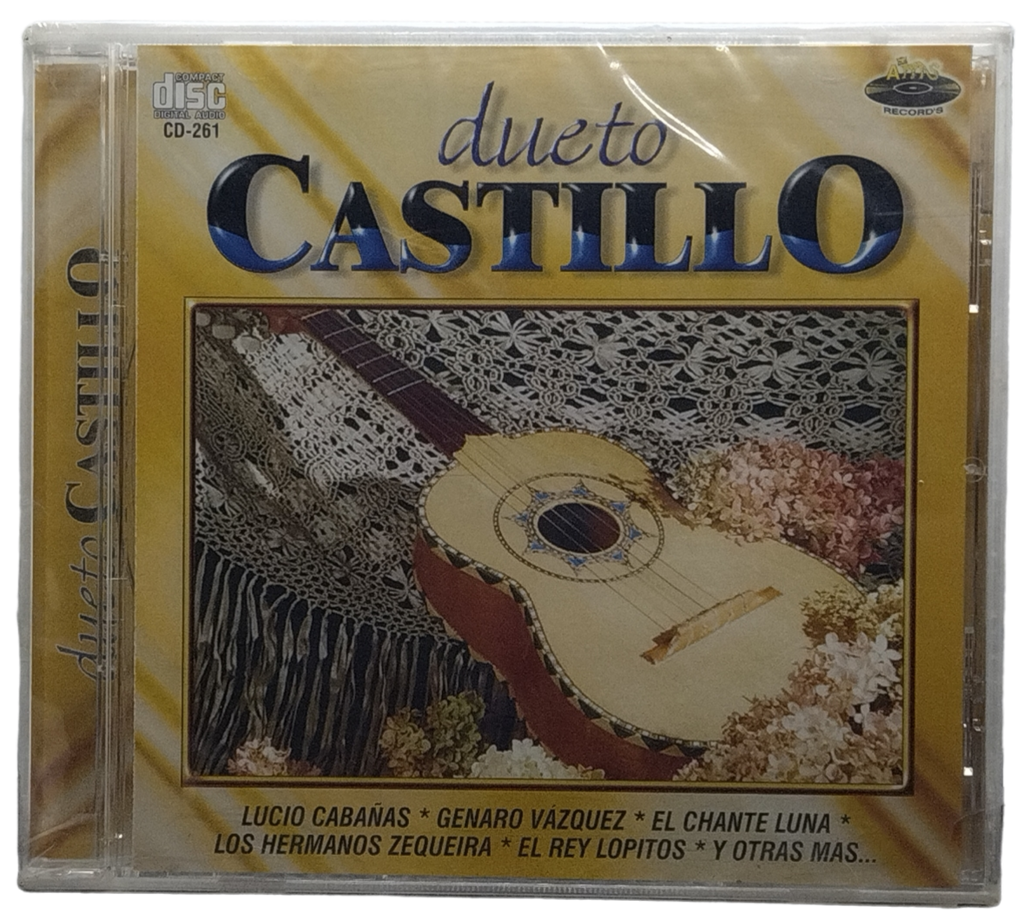 COMPACT
disc
DIGITAL AUDIO
CD-261
AMS
RECORD'S
dueto
CASTILLO
dueto CASTILLO
LUCIO CABAÑAS * GENARO VÁZQUEZ * EL CHANTE LUNA *
LOS HERMANOS ZEQUEIRA * EL REY LOPITOS * Y OTRAS MAS...